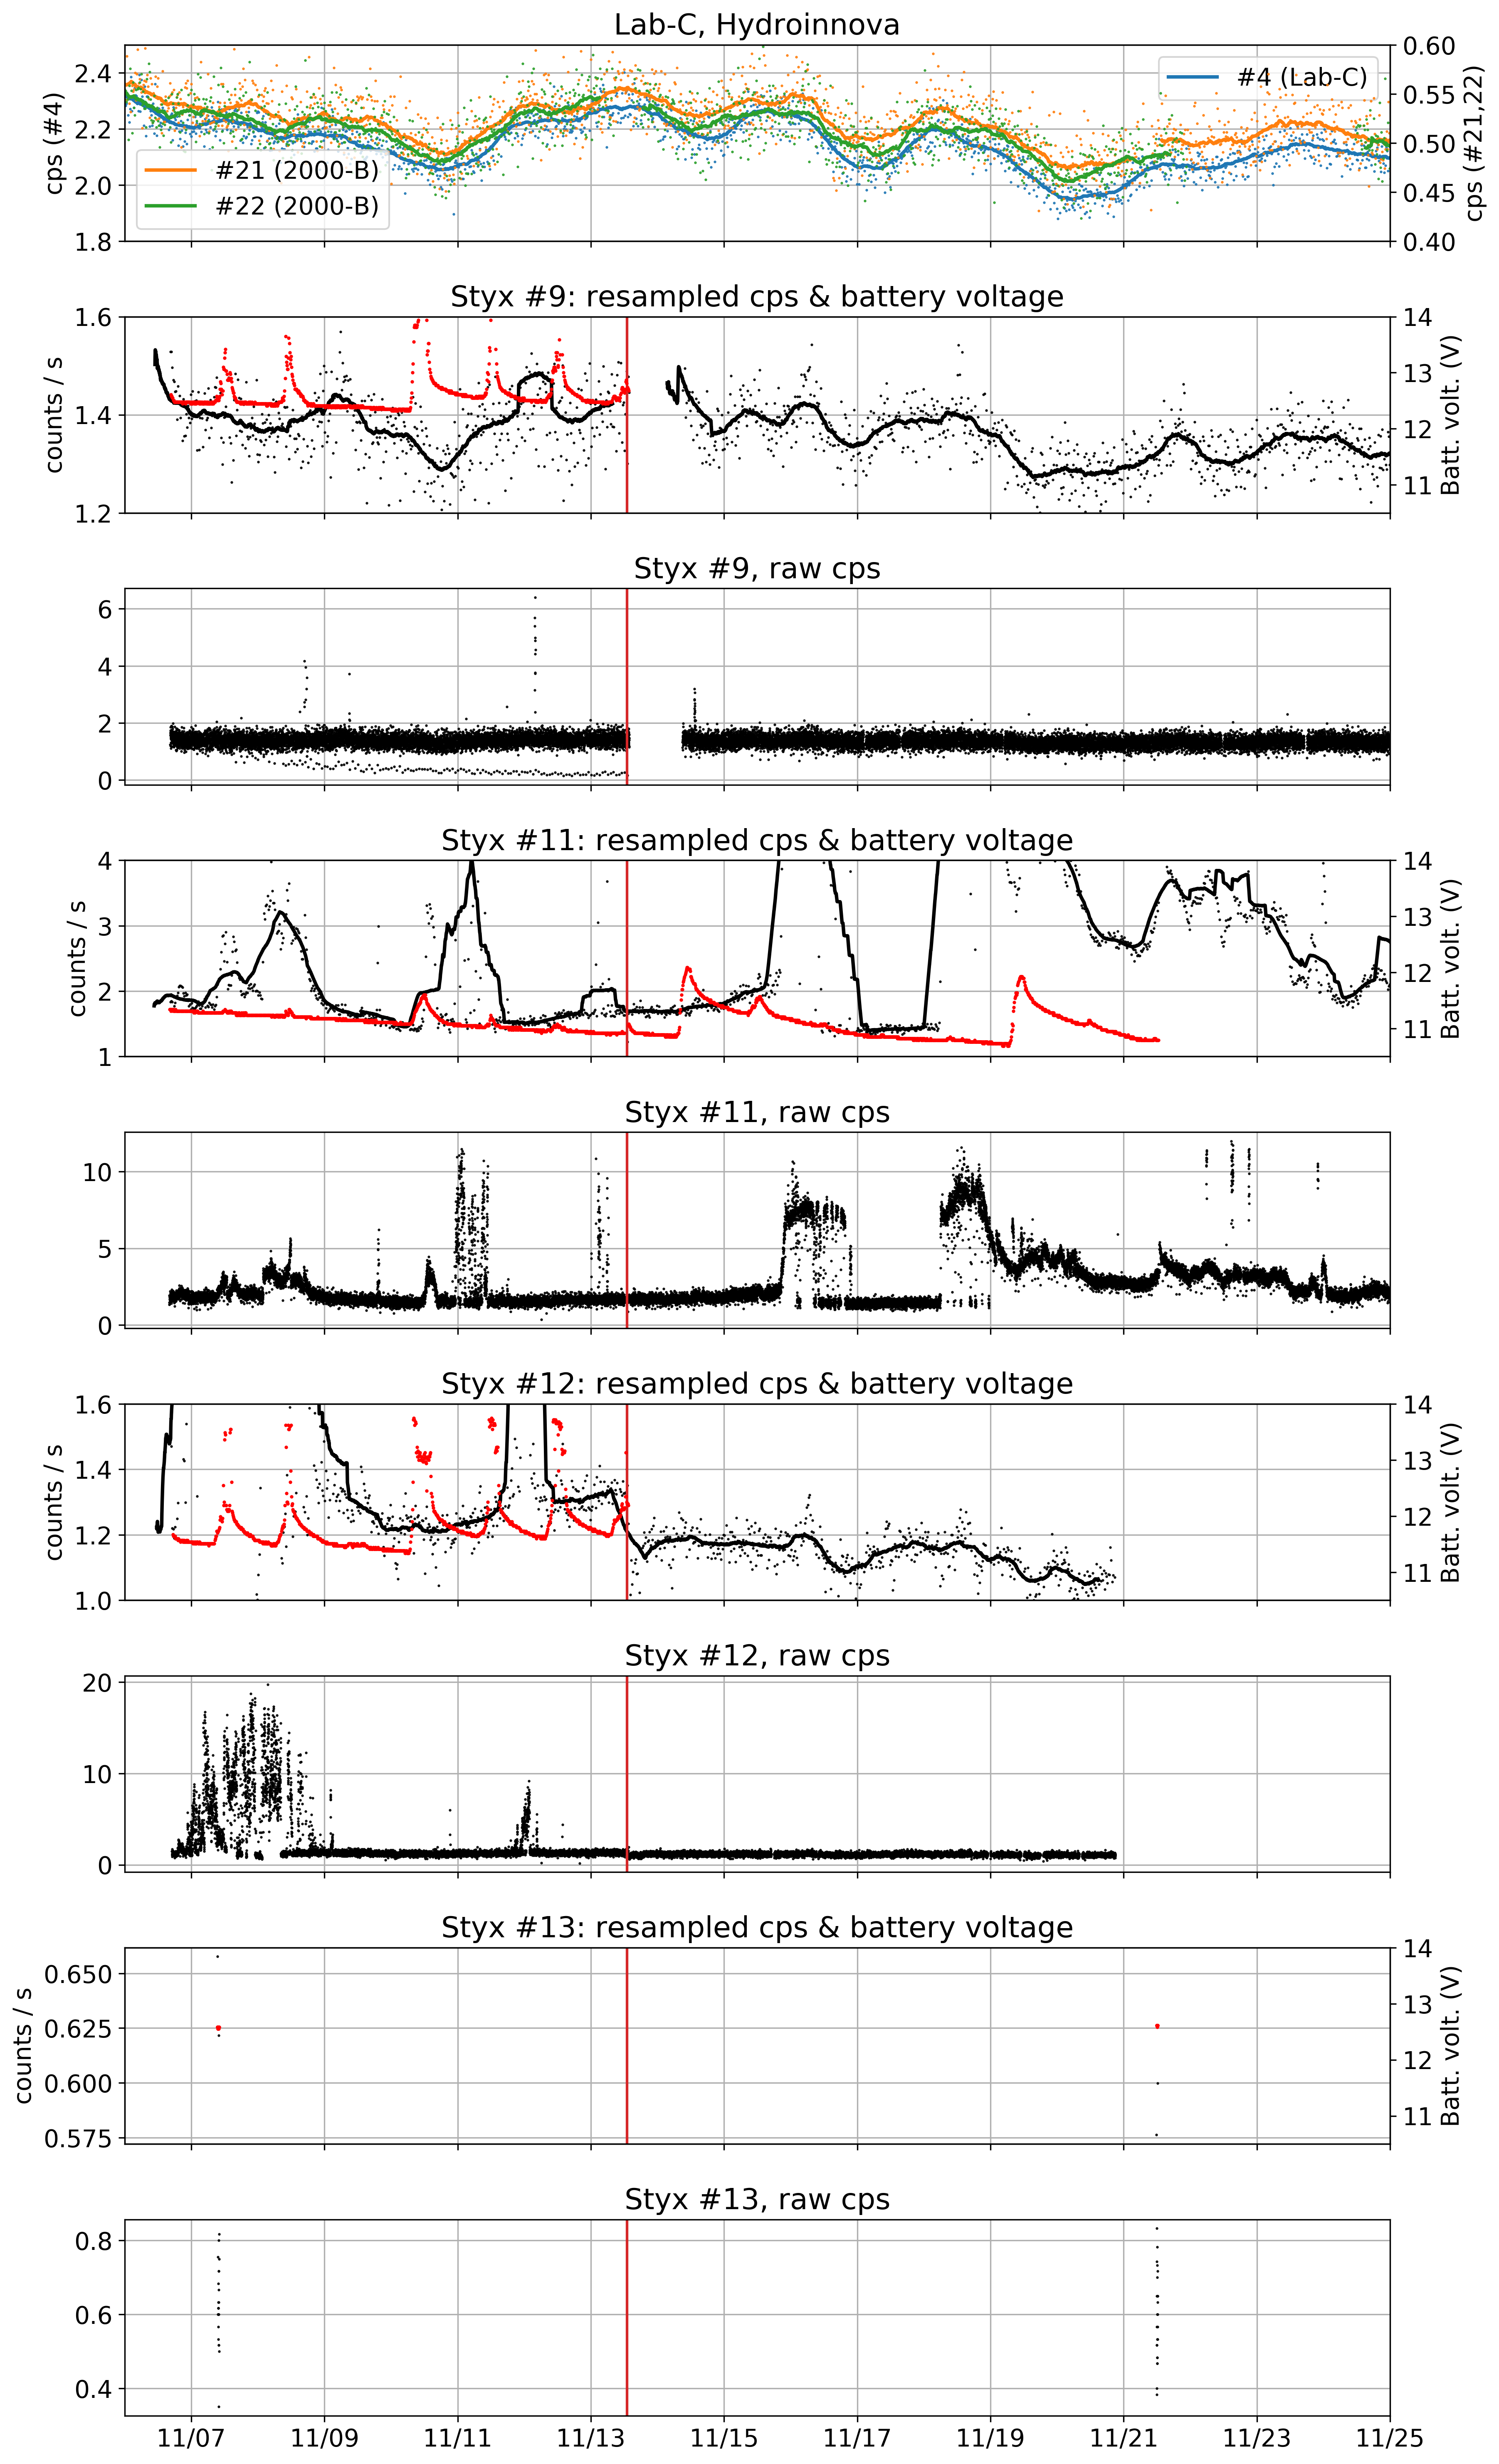 Lab-C, Hydroinnova
cps (#4)
2.4
2.2
2.0
1.8
#4 (Lab-C)
#21 (2000-B)
#22 (2000-B)
0.60
0.55
0.50
0.45
0.40
cps (#21,22)
Styx #9: resampled cps & battery voltage
counts / s
1.6
1.4
1.2
14
13
12
11
Batt. volt. (V)
Styx #9, raw cps
6
4
2
0
Styx #11: resampled cps & battery voltage
counts / s
4
3
2
1
14
13
12
11
Batt. volt. (V)
Styx #11, raw cps
10
5
0
Styx #12: resampled cps & battery voltage
counts / s
1.6
1.4
1.2
1.0
14
13
12
11
Batt. volt. (V)
Styx #12, raw cps
20
10
0
Styx #13: resampled cps & battery voltage
counts / s
0.650
0.625
0.600
0.575
14
13
12
11
Batt. volt. (V)
Styx #13, raw cps
0.8
0.6
0.4
11/07 11/09 11/11 11/13 11/15 11/17 11/19 11/21 11/23 11/25